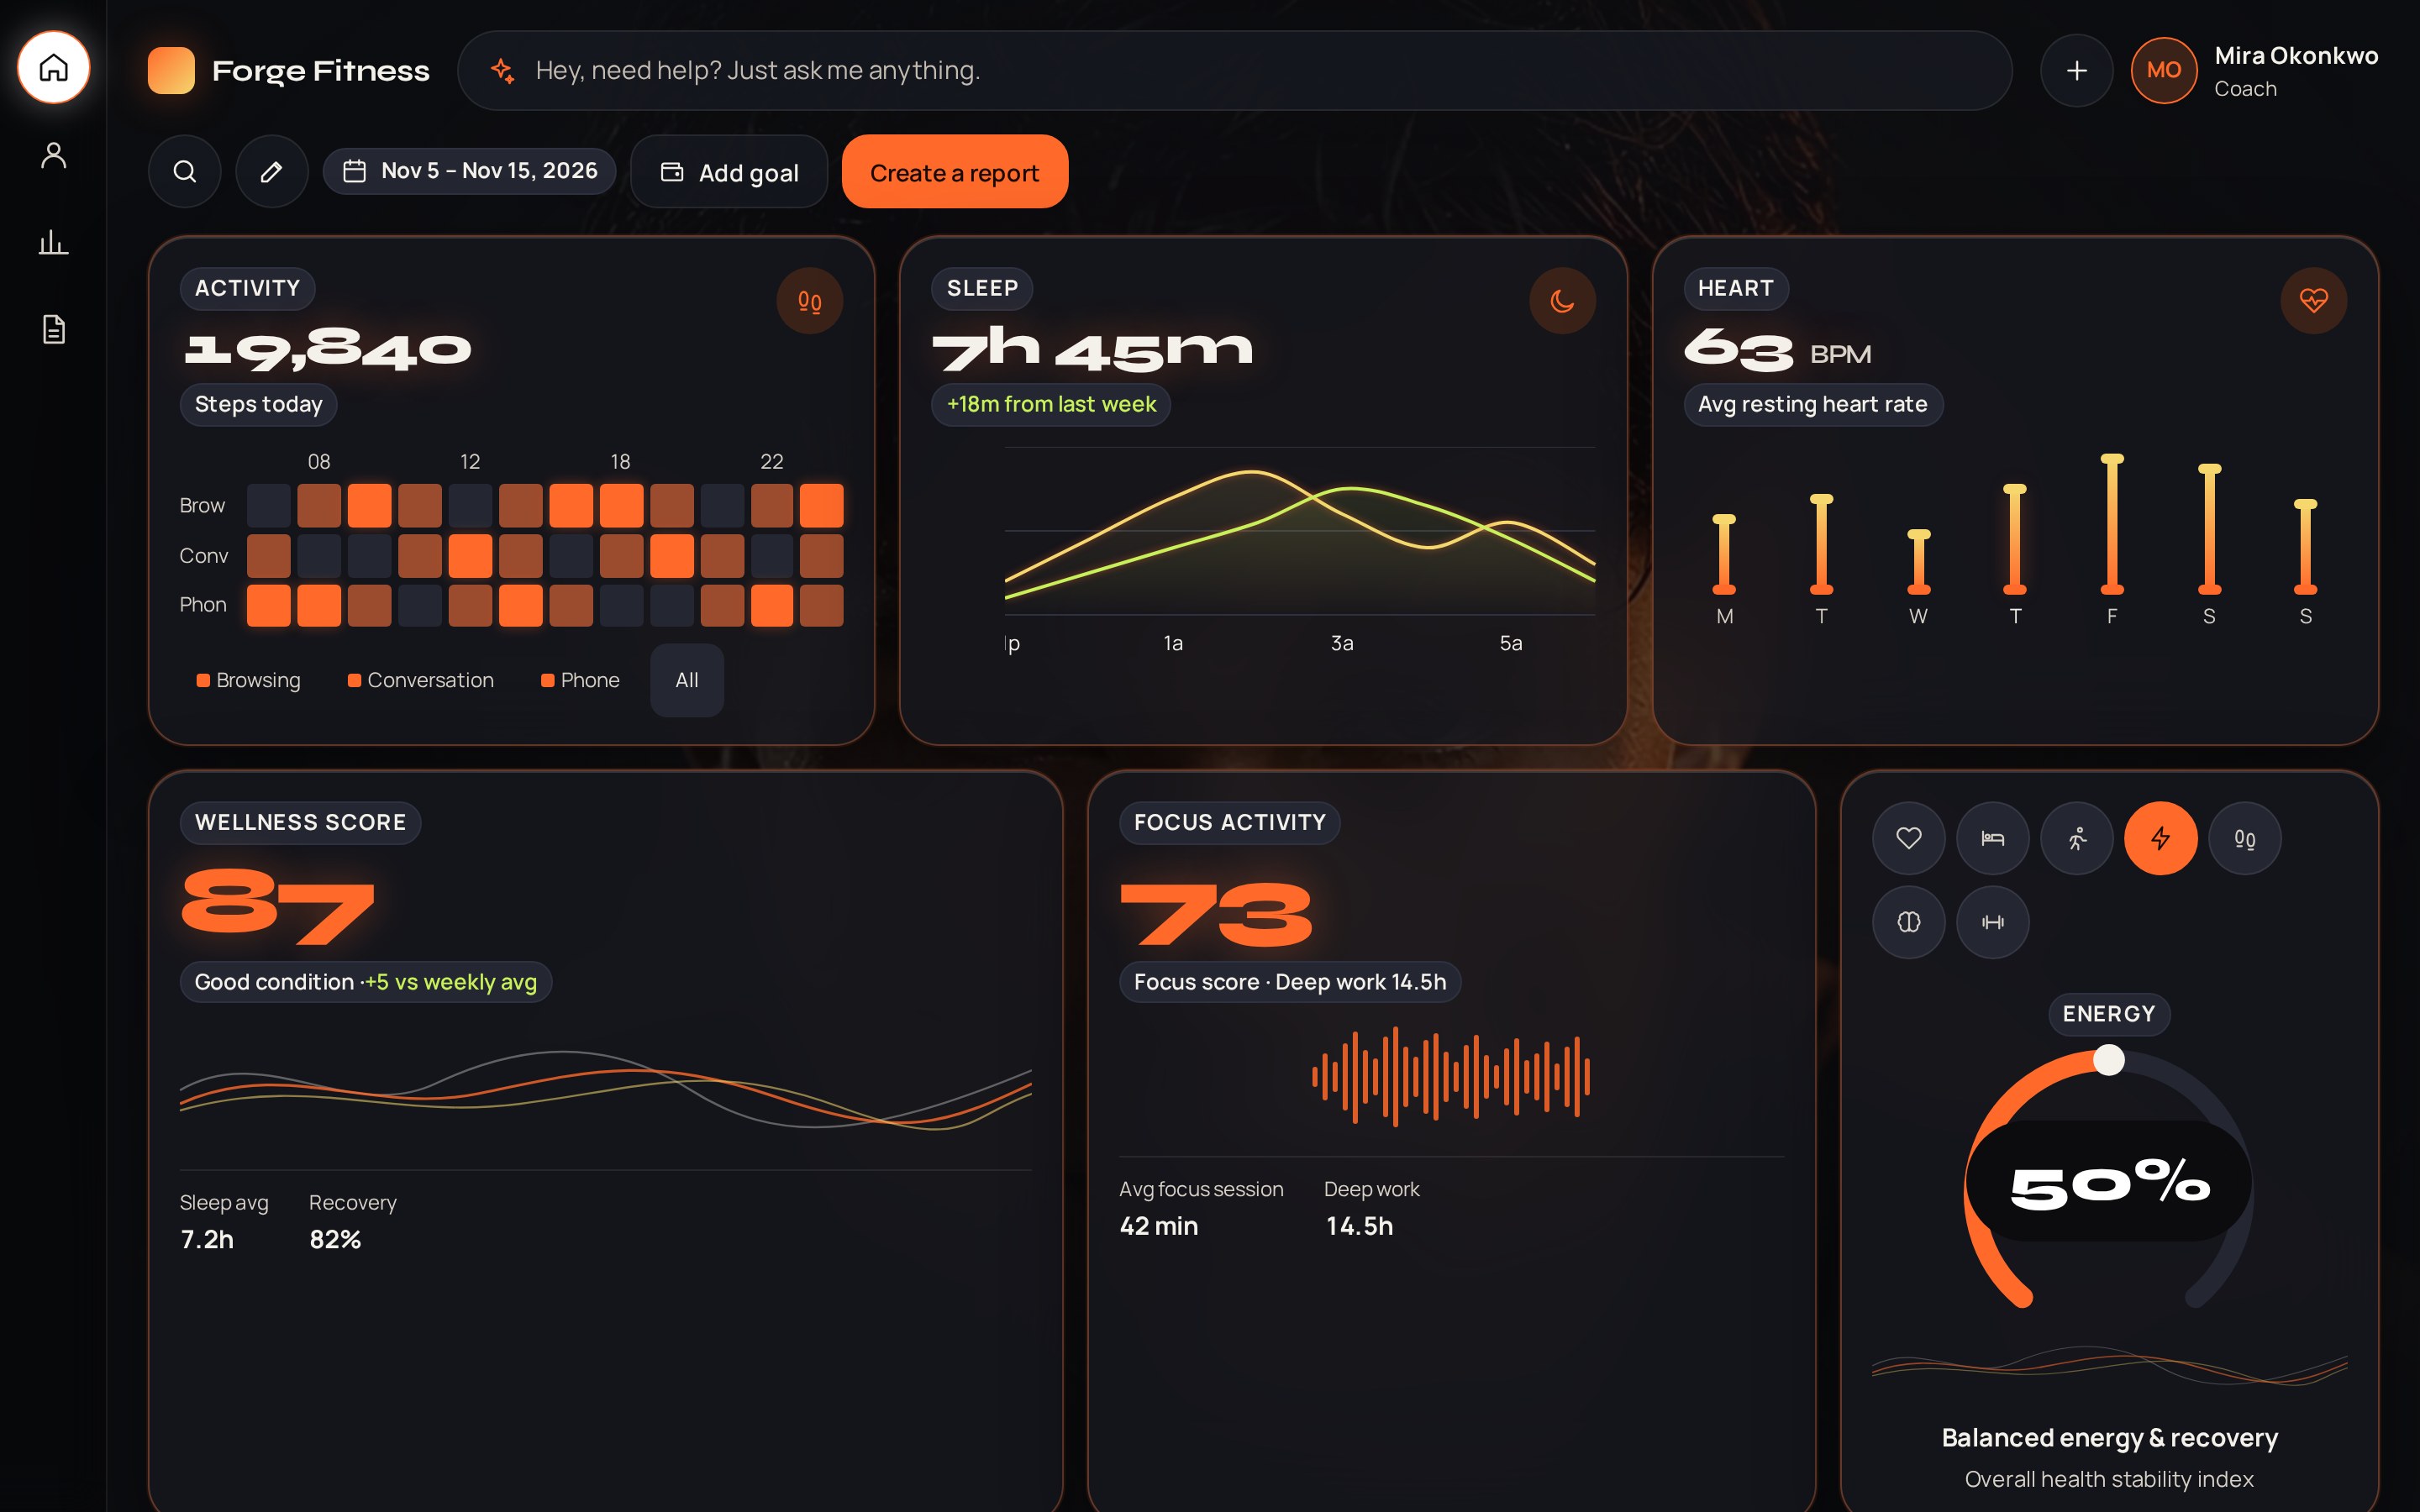 Forge Fitness
Hey, need help? Just ask me anything.
MO
Mira Okonkwo
Coach
Nov 5 – Nov 15, 2026
Add goal
Create a report
ACTIVITY
19,840
Steps today
08 12 18 22
Brow
Conv
Phon
Browsing Conversation Phone All
SLEEP
7h 45m
+18m from last week
1a 3a 5a
HEART
63 BPM
Avg resting heart rate
M T W T F S S
WELLNESS SCORE
87
Good condition ·+5 vs weekly avg
Sleep avg Recovery
7.2h 82%
FOCUS ACTIVITY
73
Focus score · Deep work 14.5h
Avg focus session Deep work
42 min 14.5h
ENERGY
50%
Balanced energy & recovery
Overall health stability index